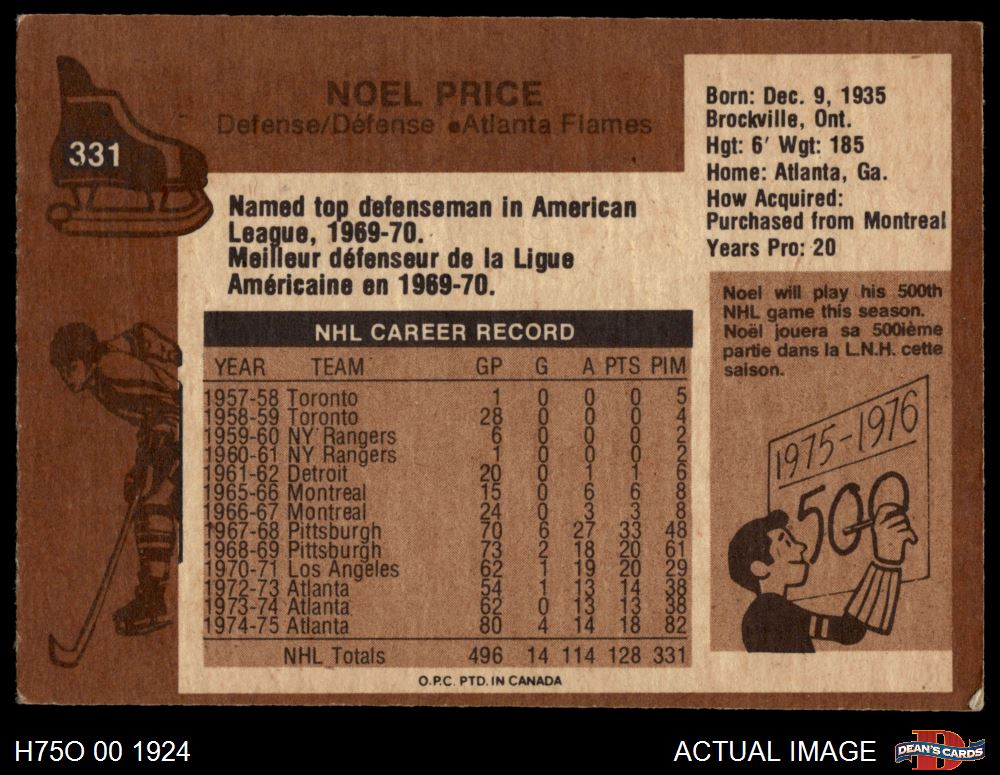 331
NOEL PRICE
Defense/Défense ●Atlanta Flames
Born: Dec. 9, 1935
Brockville, Ont.
Hgt: 6' Wgt: 185
Home: Atlanta, Ga.
How Acquired:
Purchased from Montreal
Years Pro: 20
Named top defenseman in American
League, 1969-70.
Meilleur défenseur de la Ligue
Américaine en 1969-70.
NHL CAREER RECORD
YEAR TEAM GP G A PTS PIM
1957-58 Toronto 1 0 0 0 5
1958-59 Toronto 28 0 0 0 4
1959-60 NY Rangers 6 0 0 0 2
1960-61 NY Rangers 1 0 0 0 2
1961-62 Detroit 20 0 1 1 6
1965-66 Montreal 15 0 6 6 8
1966-67 Montreal 24 0 3 3 8
1967-68 Pittsburgh 70 6 27 33 48
1968-69 Pittsburgh 73 2 18 20 61
1970-71 Los Angeles 62 1 19 20 29
1972-73 Atlanta 54 1 13 14 38
1973-74 Atlanta 62 0 13 13 38
1974-75 Atlanta 80 4 14 18 82
NHL Totals 496 14 114 128 331
O.P.C. PTD. IN CANADA
Noel will play his 500th
NHL game this season.
Noël jouera sa 500ième
partie dans la L.N.H. cette
saison.
1975-1976
500
H75O 00 1924
ACTUAL IMAGE
D
DEAN'S CARDS